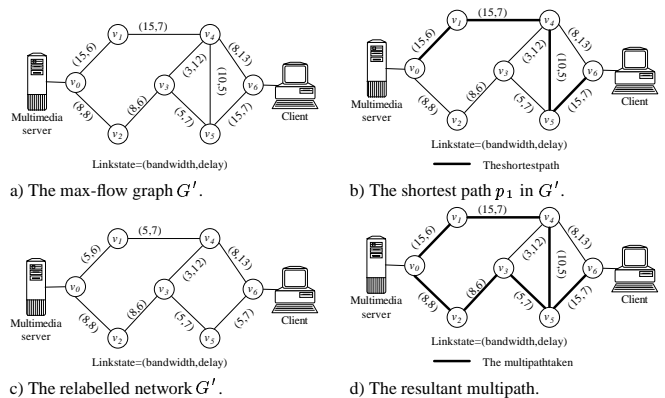 v1
(15,7)
v4
(15,6)
(8,13)
(3,12)
(10,5)
v0
v3
v6
(8,8)
(8,6)
(5,7)
(15,7)
v2
v5
Multimedia
server
Client
Linkstate=(bandwidth,delay)
a) The max-flow graph G′.
v1
(15,7)
v4
(15,6)
(8,13)
(3,12)
(10,5)
v0
v3
v6
(8,8)
(8,6)
(5,7)
(15,7)
v2
v5
Multimedia
server
Client
Linkstate=(bandwidth,delay)
Theshortestpath
b) The shortest path p1 in G′.
v1
(5,7)
v4
(5,6)
(8,13)
(3,12)
v0
v3
v6
(8,8)
(8,6)
(5,7)
(5,7)
v2
v5
Multimedia
server
Client
Linkstate=(bandwidth,delay)
c) The relabelled network G′.
v1
(15,7)
v4
(15,6)
(8,13)
(3,12)
(10,5)
v0
v3
v6
(8,8)
(8,6)
(5,7)
(15,7)
v2
v5
Multimedia
server
Client
Linkstate=(bandwidth,delay)
The multipathtaken
d) The resultant multipath.